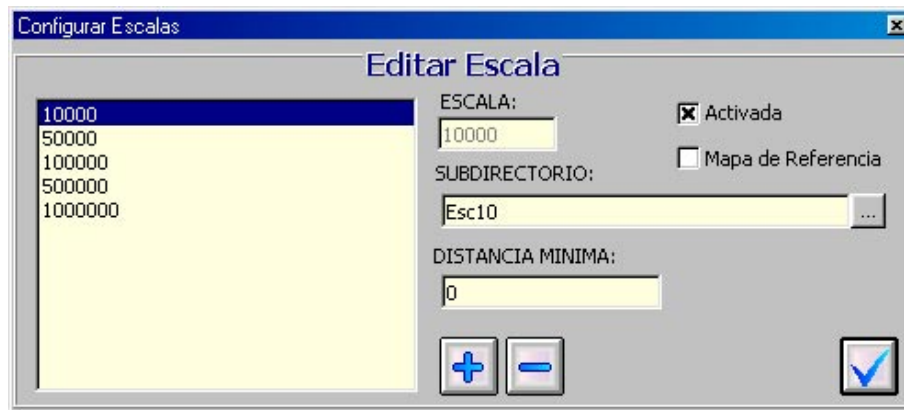 Configurar Escalas
Editar Escala
10000
50000
100000
500000
1000000
ESCALA:
10000
Activada
Mapa de Referencia
SUBDIRECTORIO:
Esc10
...
DISTANCIA MINIMA:
0